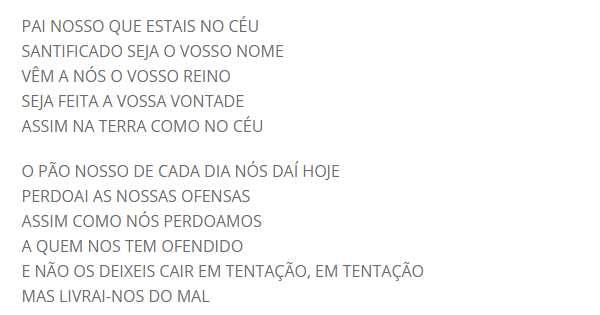 PAI NOSSO QUE ESTAIS NO CÉU
SANTIFICADO SEJA O VOSSO NOME
VÊM A NÓS O VOSSO REINO
SEJA FEITA A VOSSA VONTADE
ASSIM NA TERRA COMO NO CÉU
O PÃO NOSSO DE CADA DIA NÓS DAÍ HOJE
PERDOAI AS NOSSAS OFENSAS
ASSIM COMO NÓS PERDOAMOS
A QUEM NOS TEM OFENDIDO
E NÃO OS DEIXEIS CAIR EM TENTAÇÃO, EM TENTAÇÃO
MAS LIVRAI-NOS DO MAL